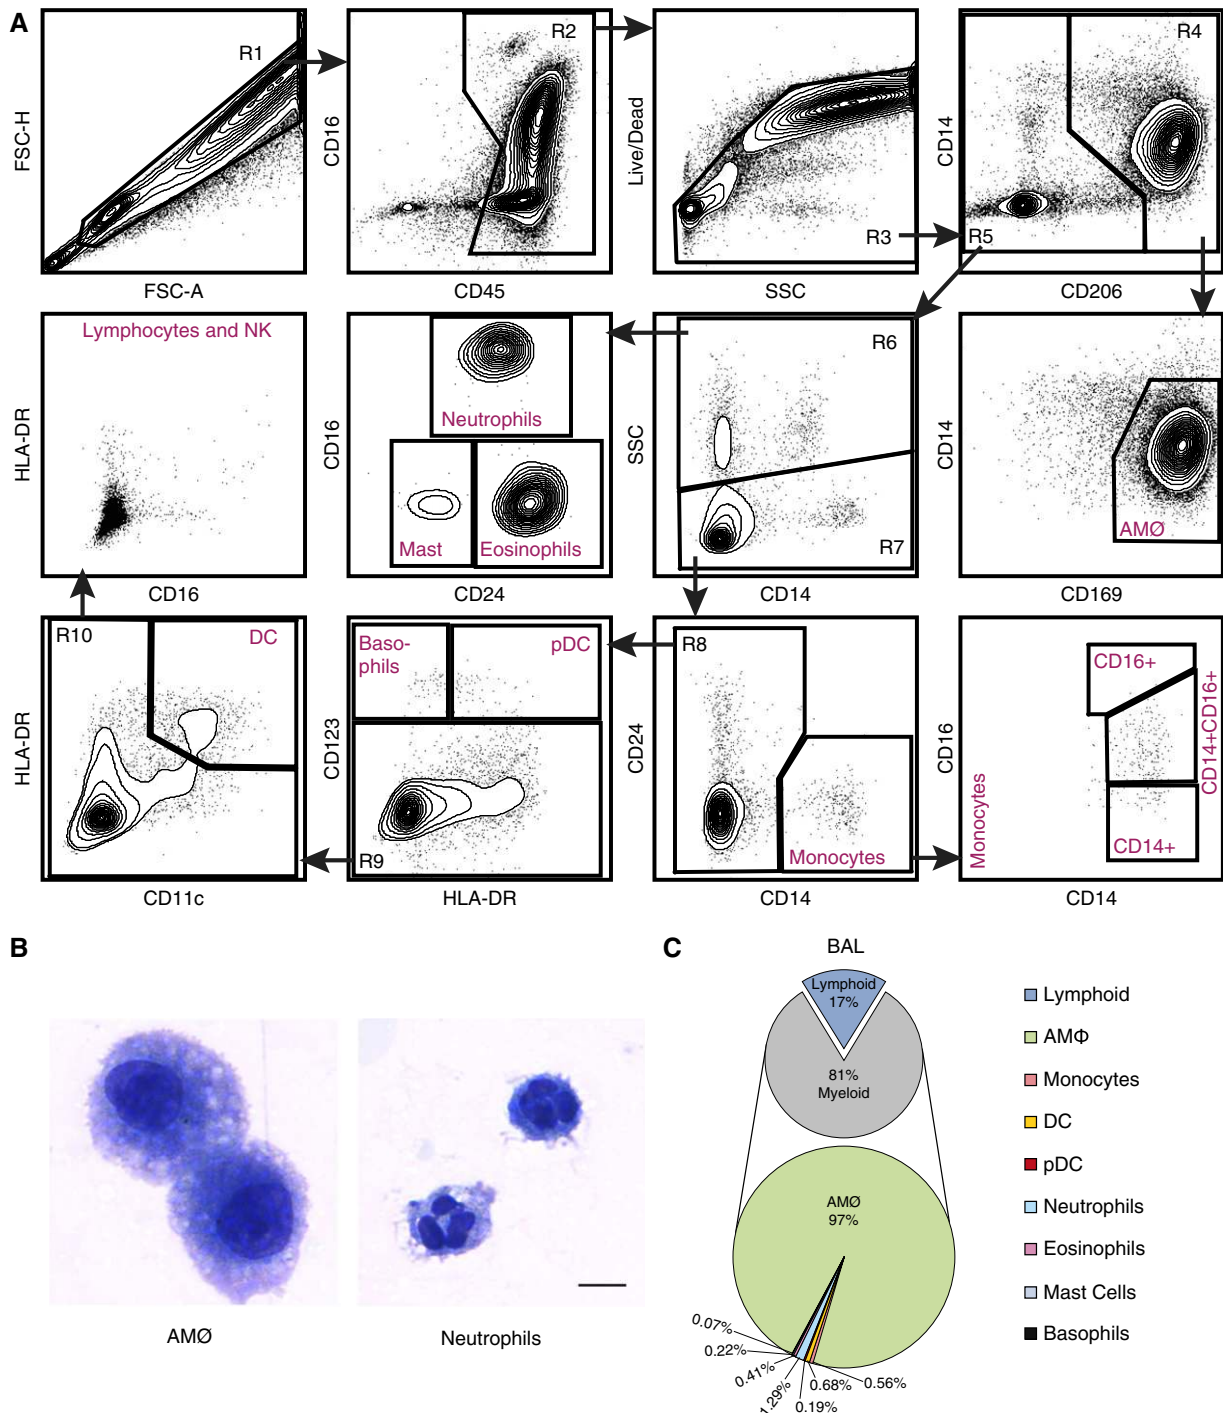 A
R1
FSC-H
FSC-A
R2
CD16
CD45
R3
Live/Dead
SSC
R4
R5
CD14
CD206
Lymphocytes and NK
HLA-DR
CD16
Neutrophils
Mast
Eosinophils
CD16
CD24
R6
R7
SSC
CD14
AMØ
CD14
CD169
R10
DC
HLA-DR
CD11c
Baso-
phils
pDC
R9
CD123
HLA-DR
R8
Monocytes
CD24
CD14
CD16+
CD14+CD16+
CD14+
Monocytes
CD16
CD14
B
AMØ
Neutrophils
C
BAL
Lymphoid
17%
81%
Myeloid
AMØ
97%
0.07%
0.22%
0.41%
1.29%
0.19%
0.68%
0.56%
Lymphoid
AMΦ
Monocytes
DC
pDC
Neutrophils
Eosinophils
Mast Cells
Basophils